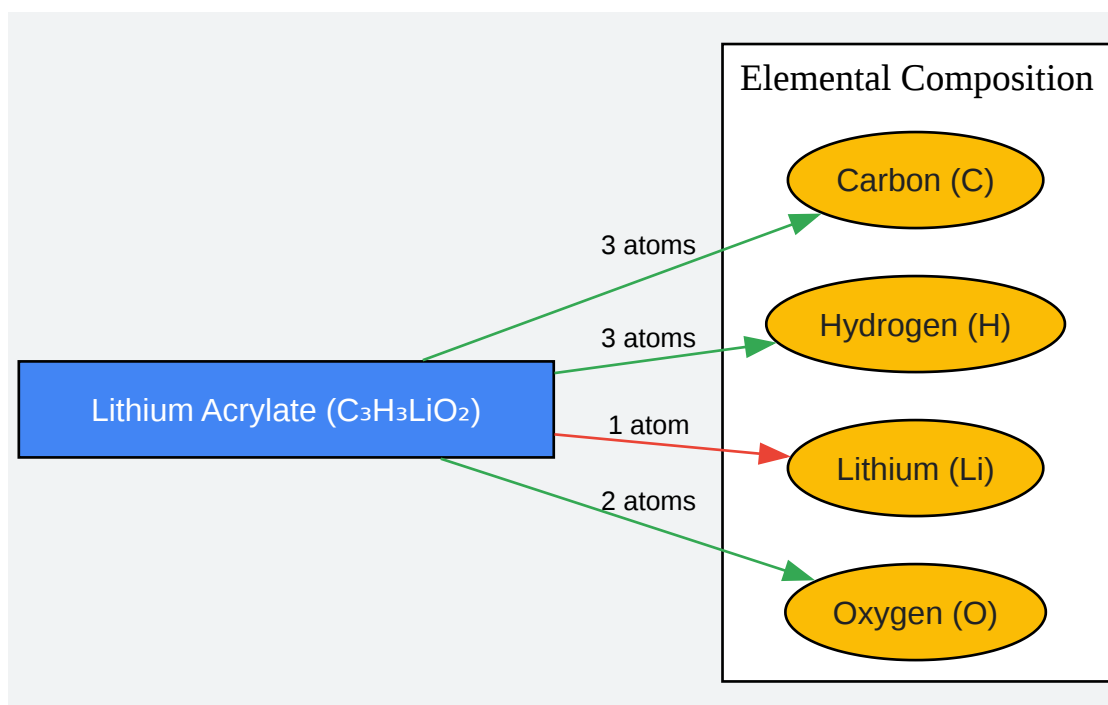 Elemental Composition
Carbon (C)
3 atoms
Hydrogen (H)
3 atoms
Lithium Acrylate (C₃H₃LiO₂)
1 atom
Lithium (Li)
2 atoms
Oxygen (O)